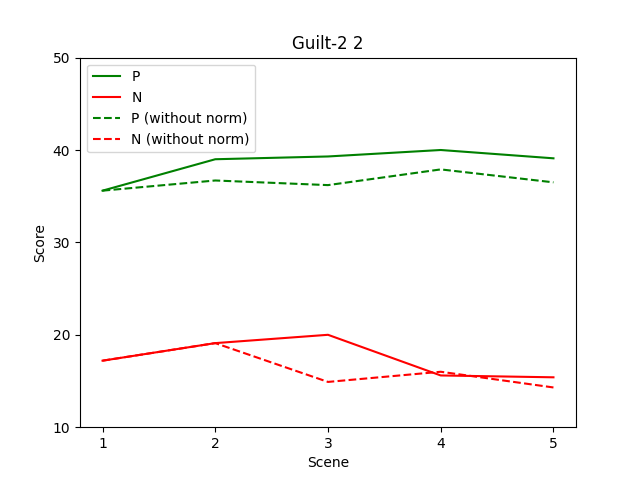 Guilt-2 2
50
P
N
P (without norm)
N (without norm)
40
30
20
10
Score
1 2 3 4 5
Scene